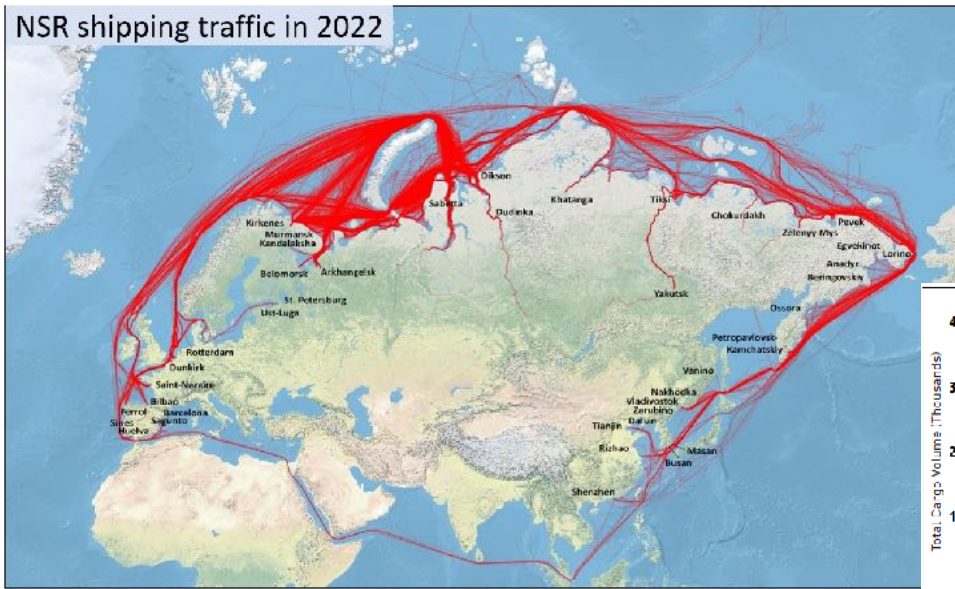 NSR shipping traffic in 2022
Dikson
Sabetta
Dudinka
Khatanga
Tiksi
Chokurdakh
Pevek
Zelenyy Mys
Egvekinot
Lorino
Anadyr
Beringovskiy
Kirkenes
Murmansk
Kandalaksha
Belomorsk
Arkhangelsk
St. Petersburg
Ust-Luga
Yakutsk
Ossora
Petropavlovsk-
Kamchatskiy
Rotterdam
Dunkirk
Saint-Nazaire
Bilbao
Ferrol
Barcelona
Sines
Sagunto
Huelva
Vanino
Nakhodka
Vladivostok
Zarubino
Dalian
Tianjin
Rizhao
Masan
Busan
Shenzhen
4
3
2
1
Total Cargo Volume (Thousands)